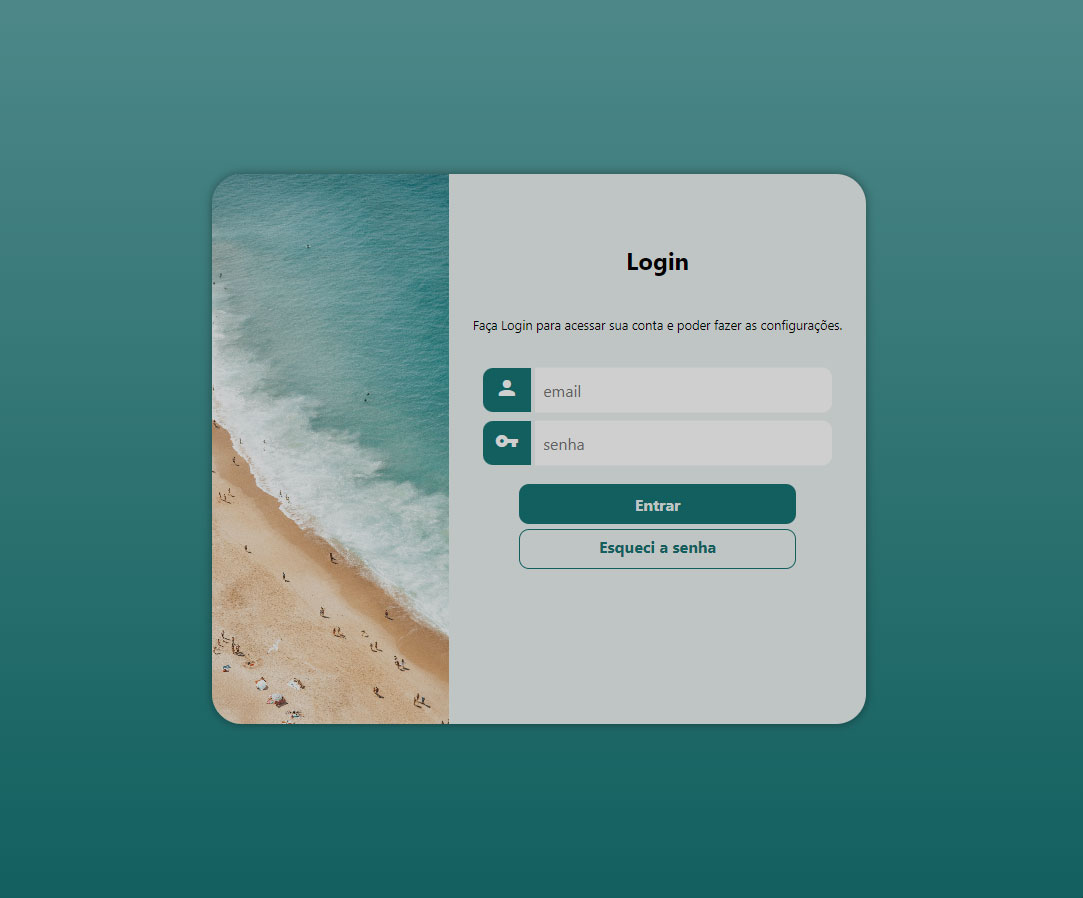 Login
Faça Login para acessar sua conta e poder fazer as configurações.
email
senha
Entrar
Esqueci a senha